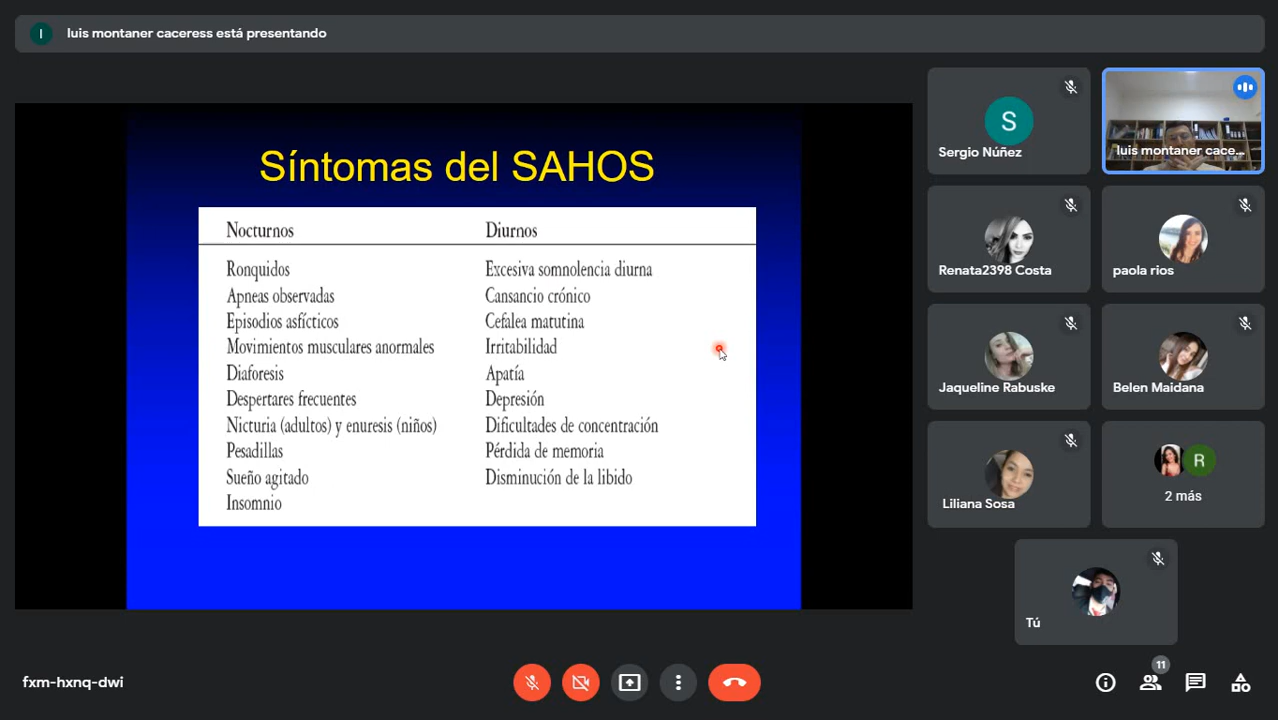 I
luis montaner caceress está presentando
Síntomas del SAHOS
Nocturnos
Diurnos
Ronquidos
Excesiva somnolencia diurna
Apneas observadas
Cansancio crónico
Episodios asfícticos
Cefalea matutina
Movimientos musculares anormales
Irritabilidad
Diaforesis
Apatía
Despertares frecuentes
Depresión
Nicturia (adultos) y enuresis (niños)
Dificultades de concentración
Pesadillas
Pérdida de memoria
Sueño agitado
Disminución de la libido
Insomnio
S
Sergio Núñez
luis montaner cace...
Renata2398 Costa
paola rios
Jaqueline Rabuske
Belen Maidana
Liliana Sosa
R
2 más
Tú
fxm-hxnq-dwi
11